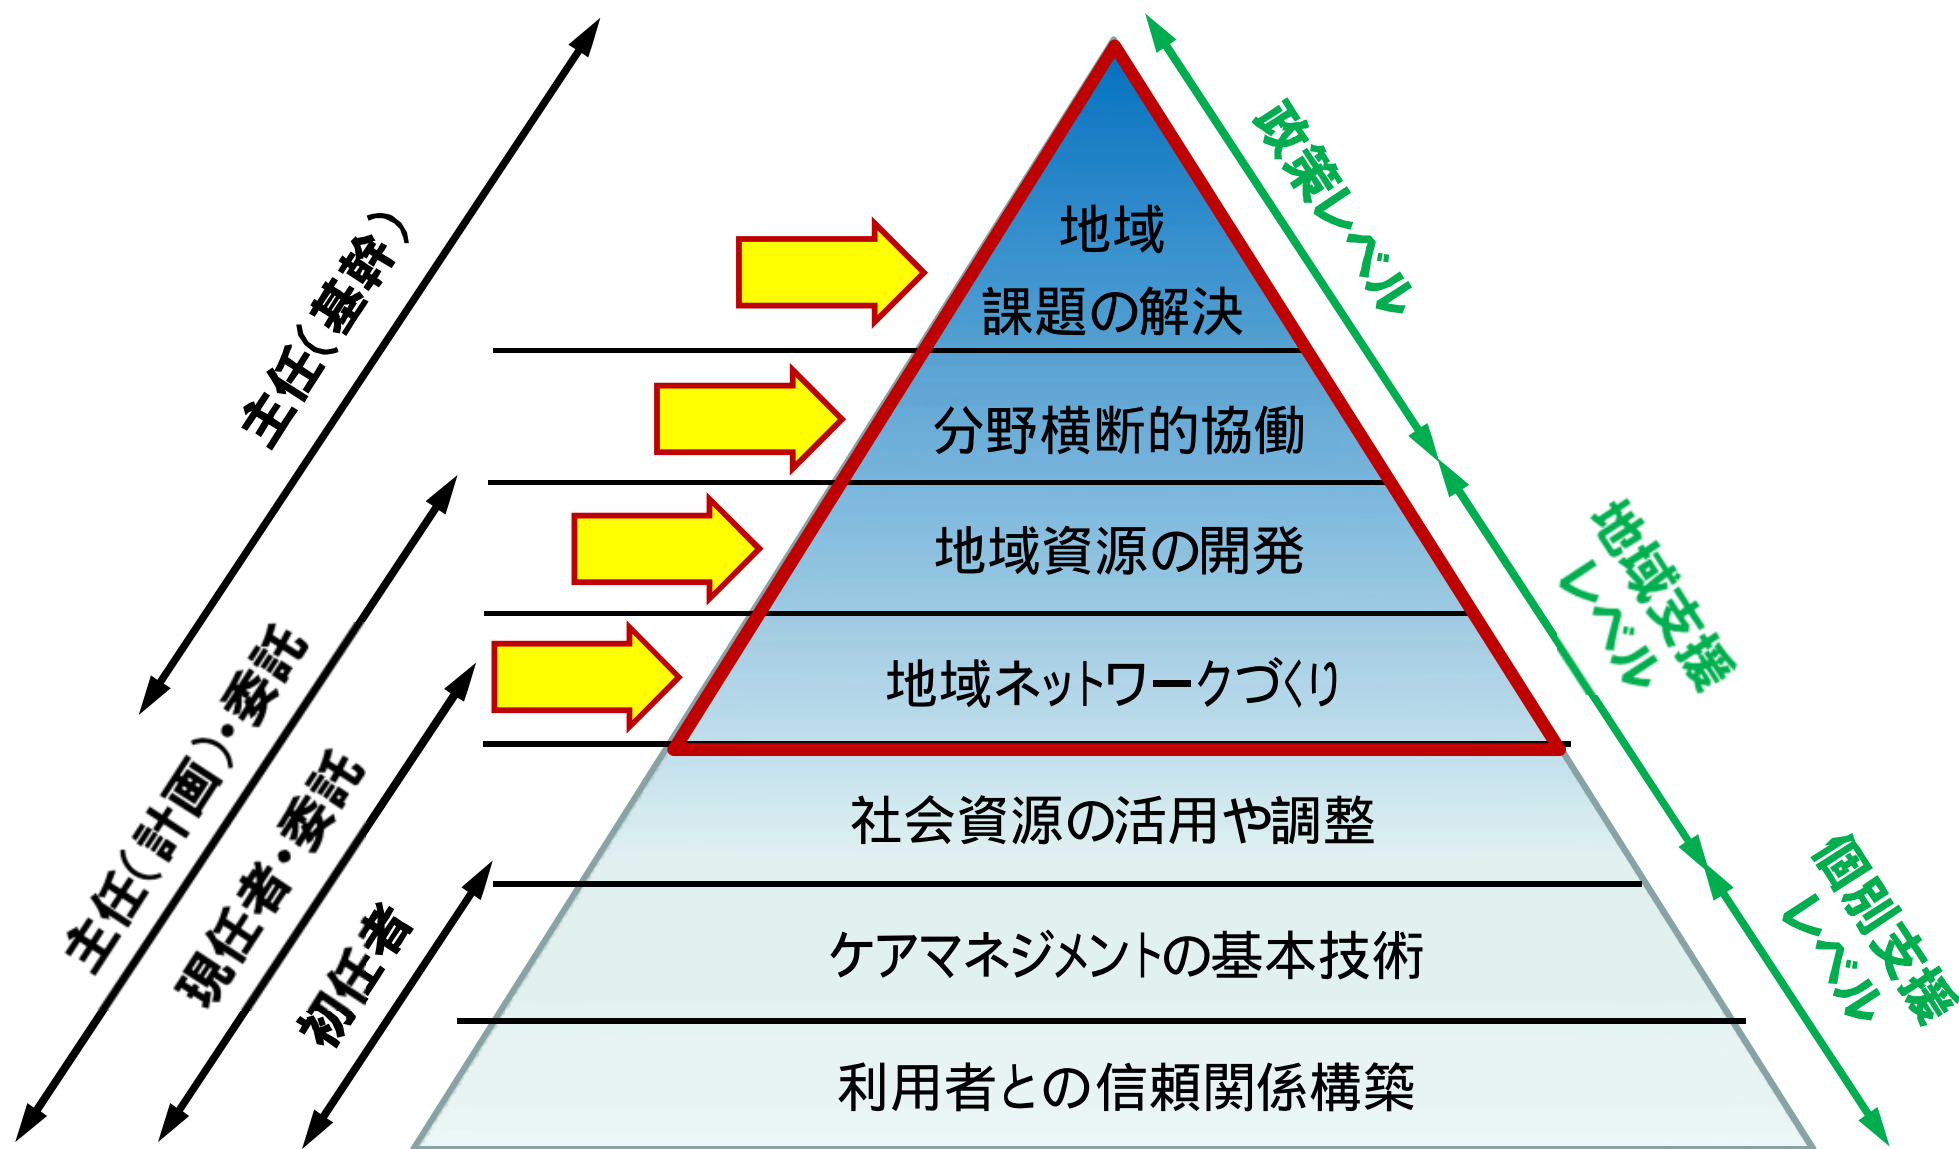 地域
課題の解決
分野横断的協働
地域資源の開発
地域ネットワークづくり
社会資源の活用や調整
ケアマネジメントの基本技術
利用者との信頼関係構築
主任(基幹)
主任(計画)・委託
現任者・委託
初任者
政策レベル
地域支援
レベル
個別支援
レベル